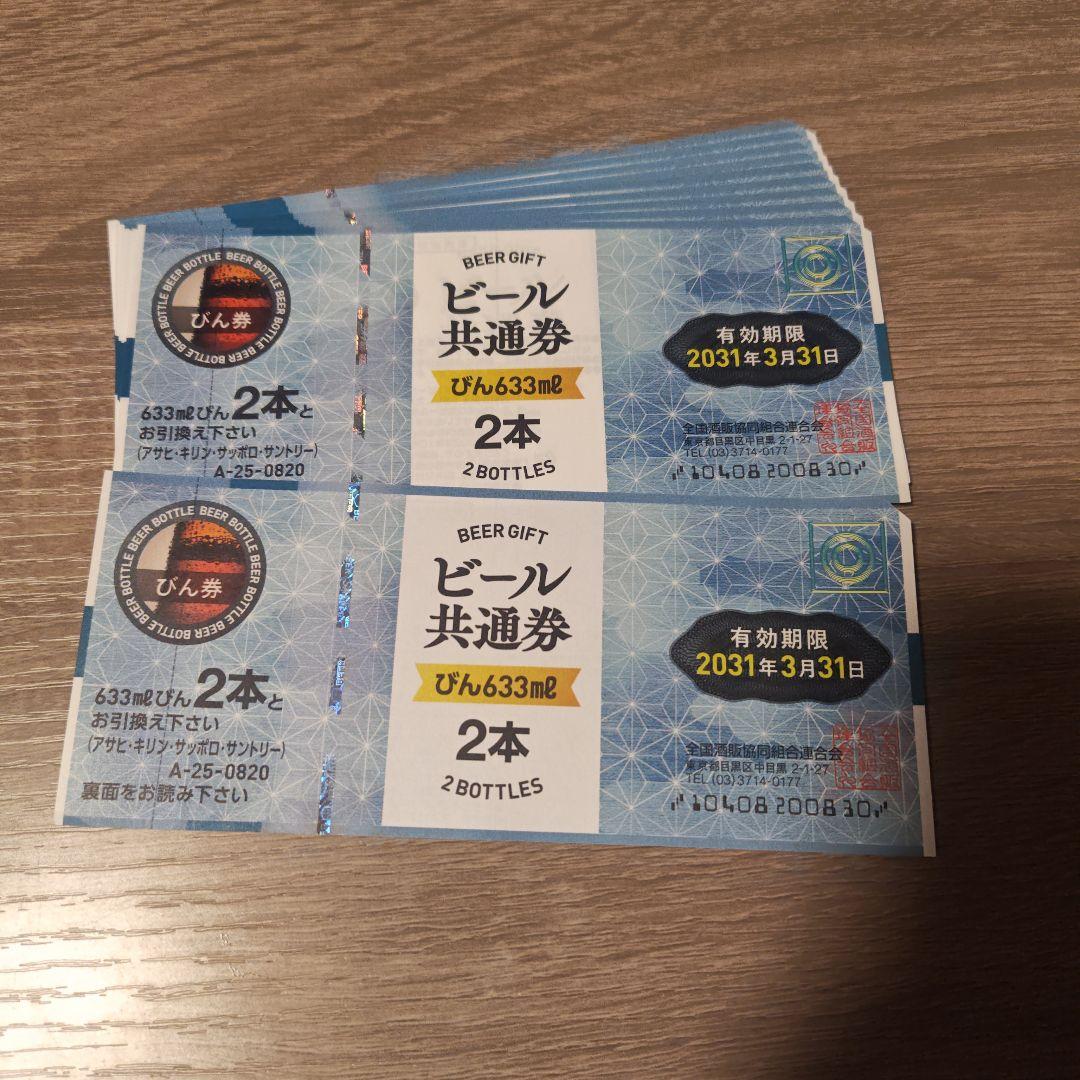 BEER BOTTLE BEER BOTTLE BEER BOTTLE
びん券
633mlびん2本と
お引換え下さい
(アサヒ・キリン・サッポロ・サントリー)
A-25-0820
BEER GIFT
ビール
共通券
びん633ml
2本
2 BOTTLES
有効期限
2031年3月31日
全国酒販協同組合連合会
東京都目黒区中目黒 2-1-27
TEL (03)3714-0177
10408200830
BEER BOTTLE BEER BOTTLE BEER BOTTLE
びん券
633mlびん2本と
お引換え下さい
(アサヒ・キリン・サッポロ・サントリー)
A-25-0820
裏面をお読み下さい
BEER GIFT
ビール
共通券
びん633ml
2本
2 BOTTLES
有効期限
2031年3月31日
全国酒販協同組合連合会
東京都目黒区中目黒 2-1-27
TEL (03)3714-0177
10408200830